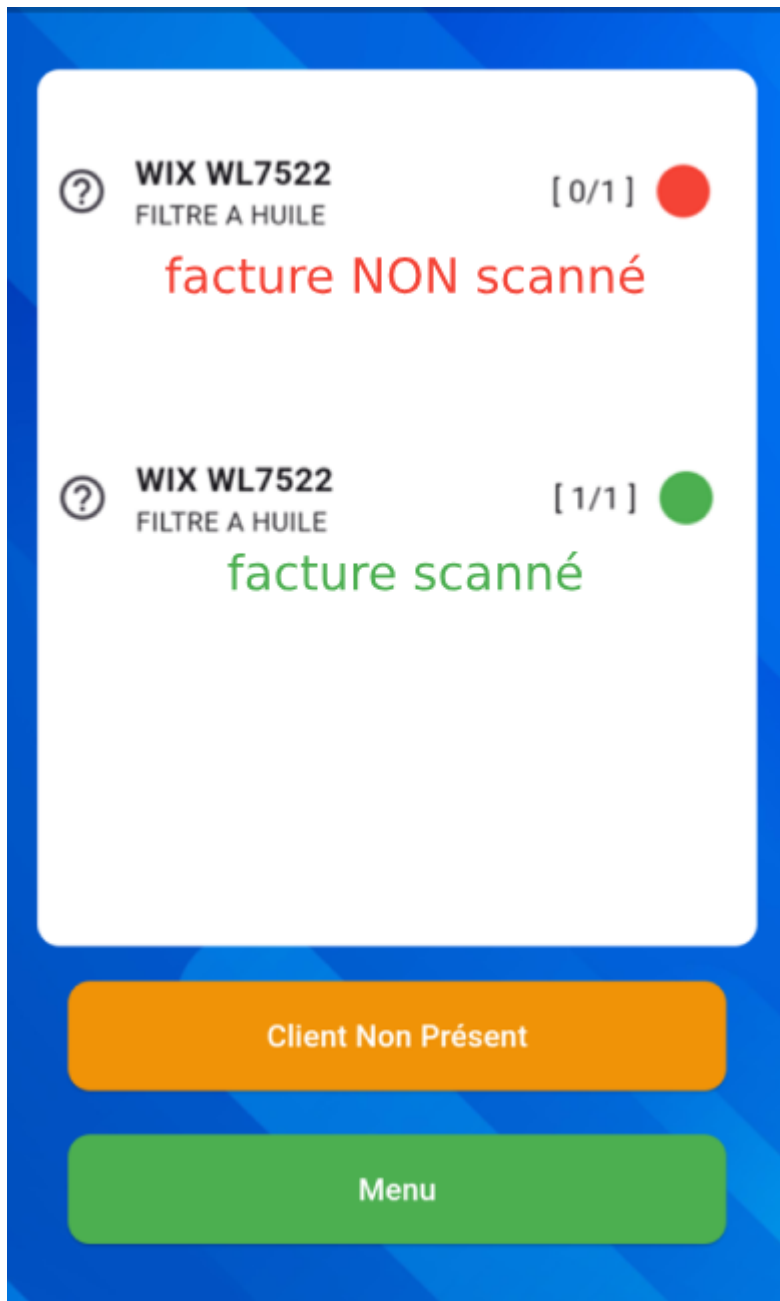 WIX WL7522
[ 0/1 ]
FILTRE A HUILE
facture NON scanné
WIX WL7522
[ 1/1 ]
FILTRE A HUILE
facture scanné
Client Non Présent
Menu